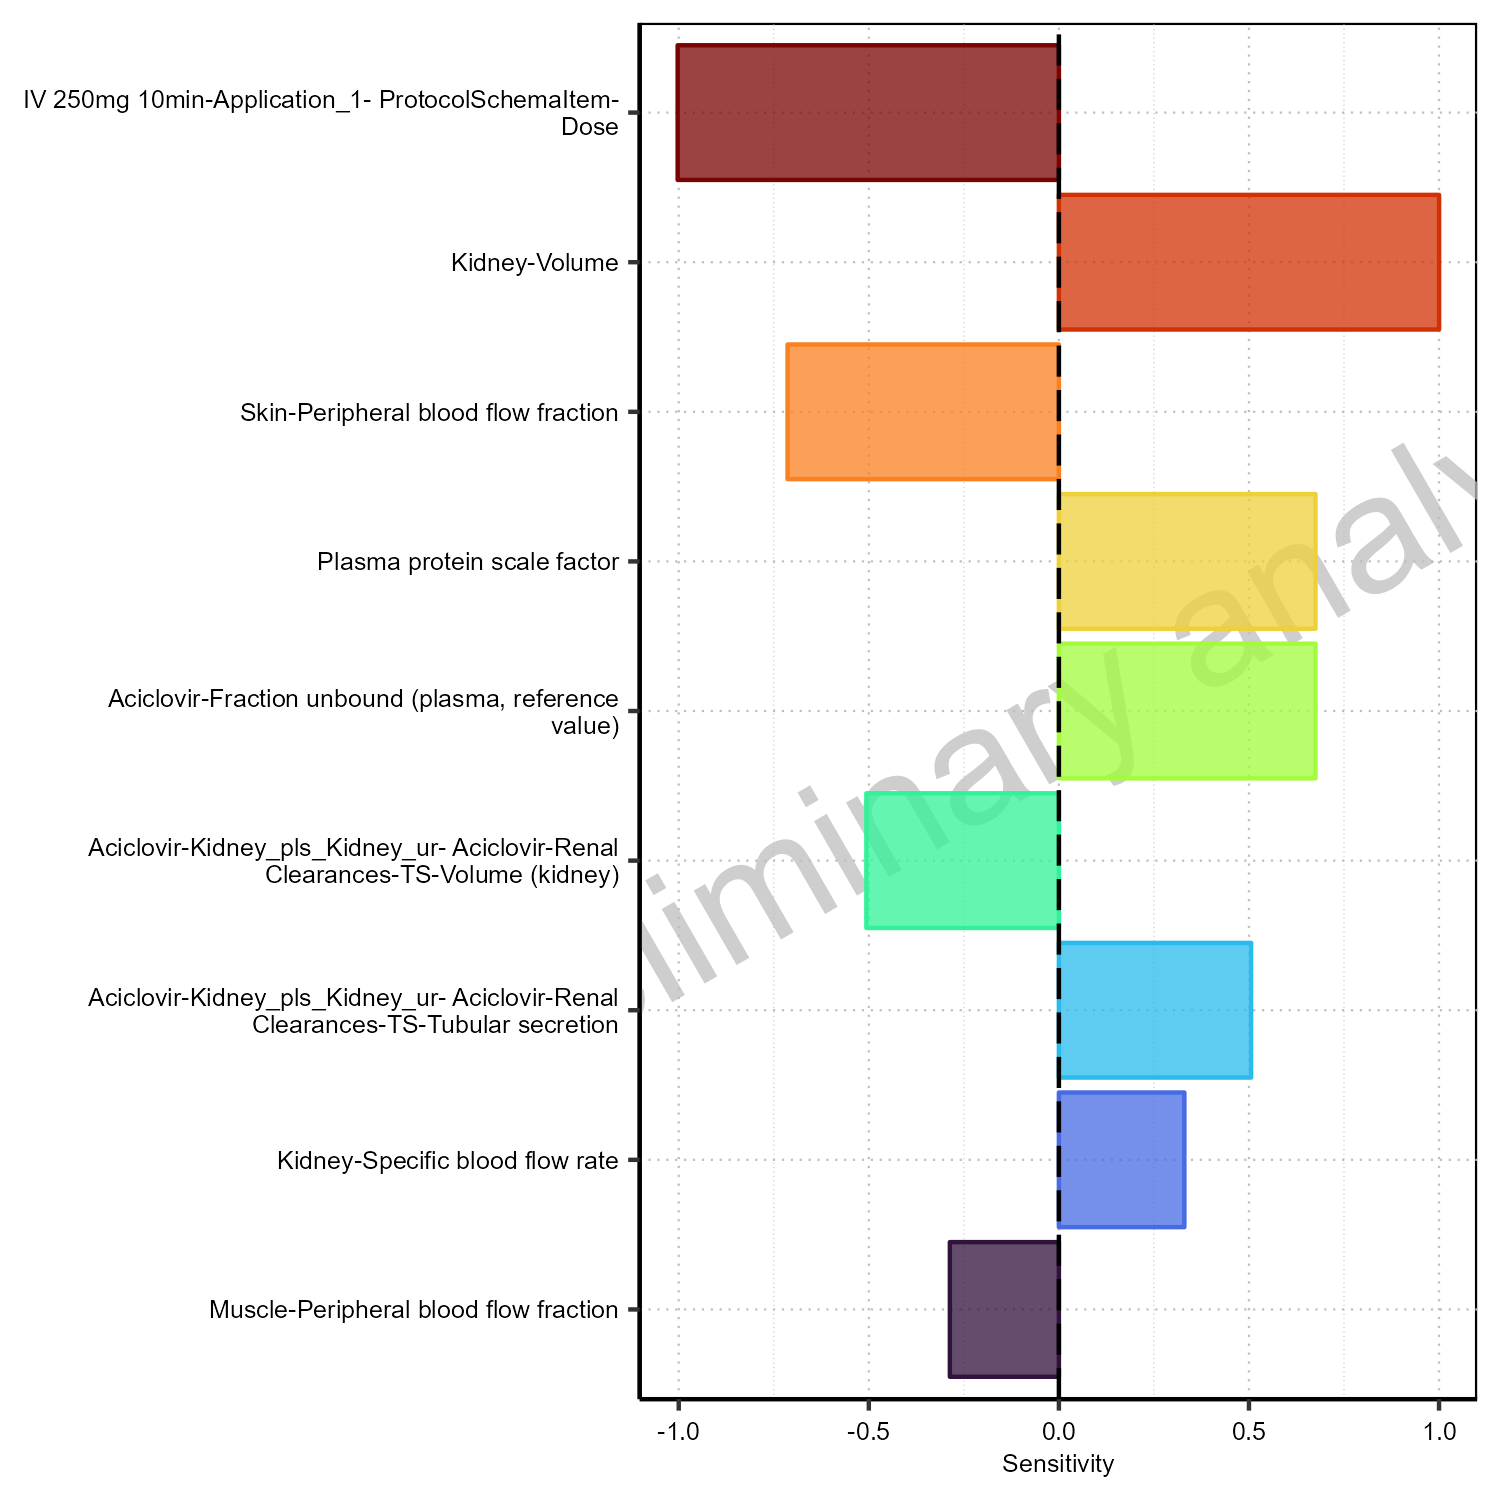 IV 250mg 10min-Application_1- ProtocolSchemaItem-
Dose
Kidney-Volume
Skin-Peripheral blood flow fraction
Plasma protein scale factor
Aciclovir-Fraction unbound (plasma, reference
value)
Aciclovir-Kidney_pls_Kidney_ur- Aciclovir-Renal
Clearances-TS-Volume (kidney)
Aciclovir-Kidney_pls_Kidney_ur- Aciclovir-Renal
Clearances-TS-Tubular secretion
Kidney-Specific blood flow rate
Muscle-Peripheral blood flow fraction
liminary analy
-1.0 -0.5 0.0 0.5 1.0
Sensitivity